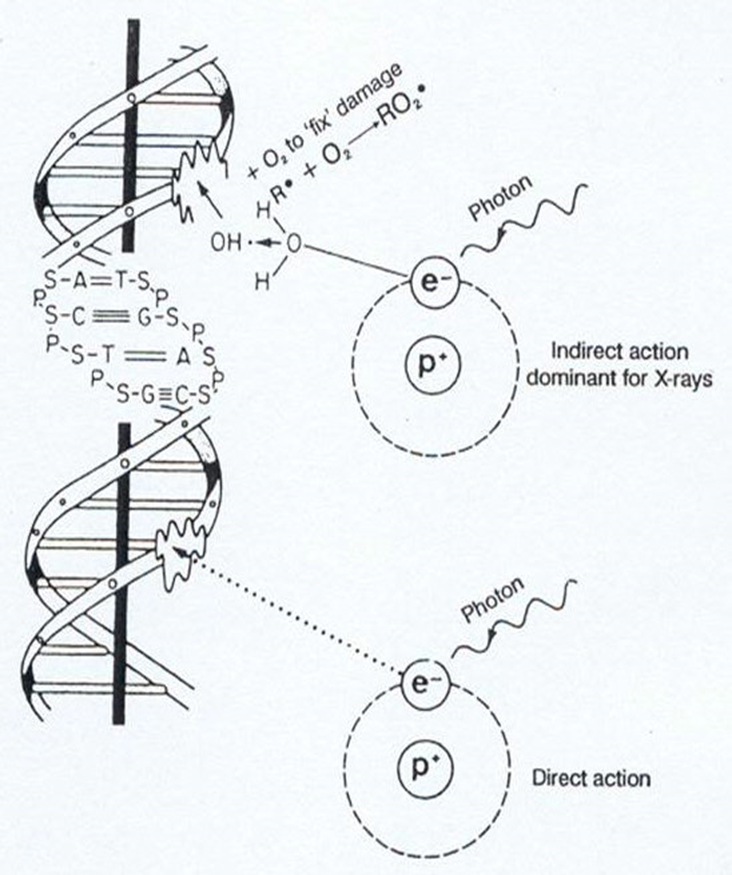 + O₂ to 'fix' damage
R• + O₂ → RO₂•
Photon
H
OH· ← O
H
e⁻
p⁺
Indirect action
dominant for X-rays
S-A=T-S
P P
S-C≡G-S
P P
S-T=A S
P P
S-G≡C-S
Photon
e⁻
p⁺
Direct action